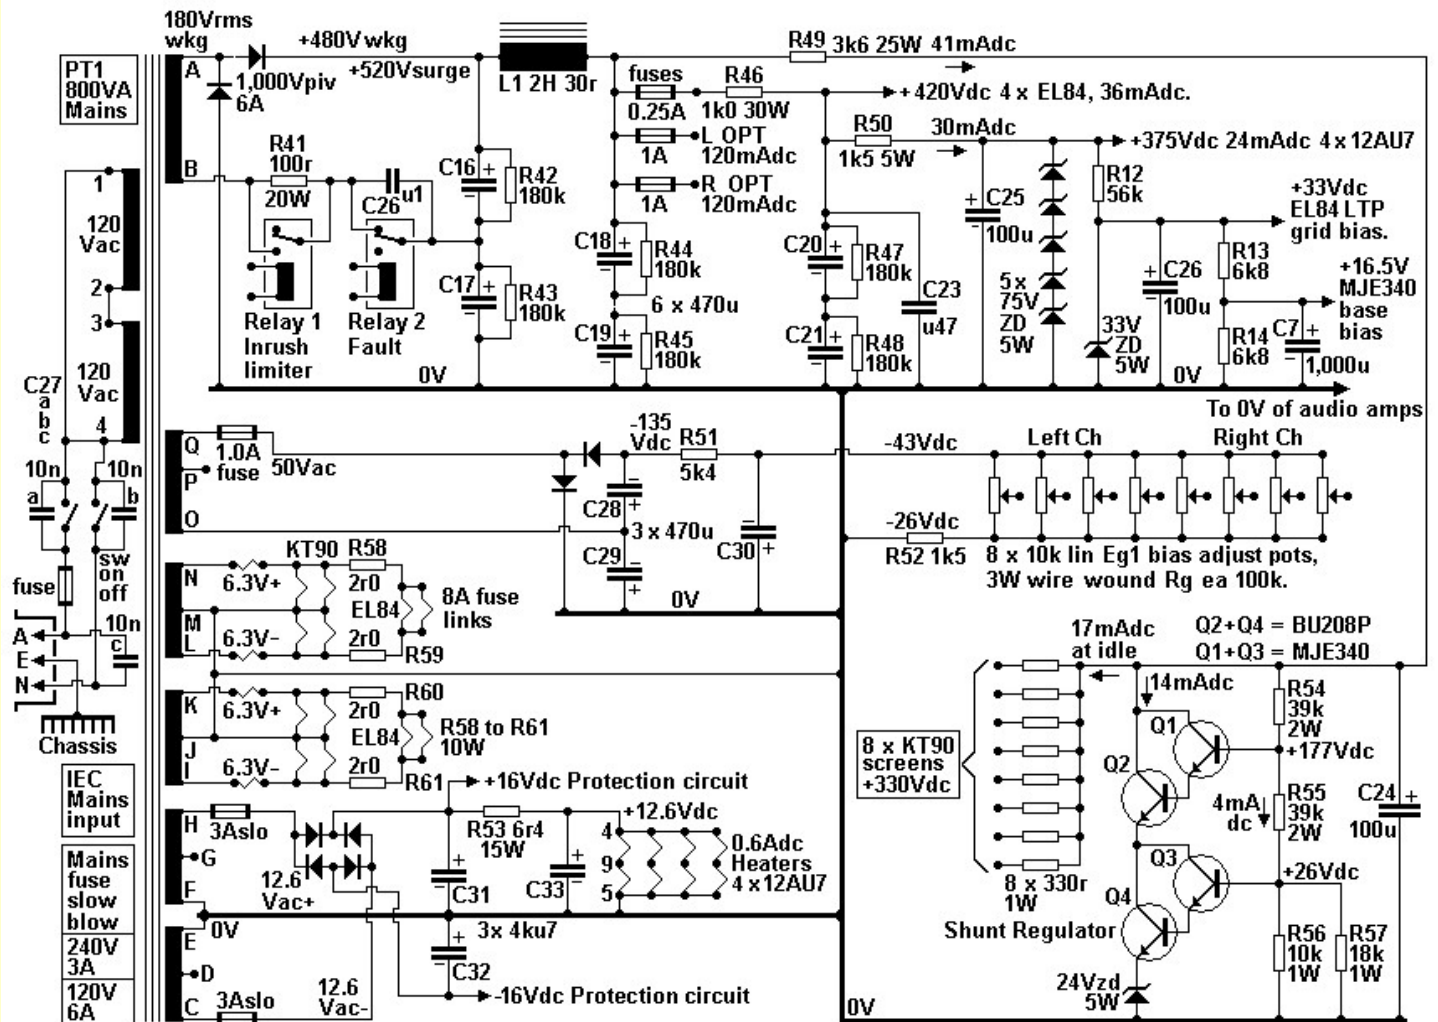 180Vrms
wkg
+480V wkg
+520Vsurge
1,000Vpiv
6A
PT1
800VA
Mains
A
B
L1 2H 30r
R49 3k6 25W 41mAdc
fuses
0.25A
R46
1k0 30W
+420Vdc 4 x EL84, 36mAdc.
L OPT
1A
120mAdc
R OPT
1A
120mAdc
R50
1k5 5W
30mAdc
+375Vdc 24mAdc 4 x 12AU7
R41
100r
20W
C26
u1
C16
R42
180k
C17
R43
180k
Relay 1
Inrush
limiter
Relay 2
Fault
C18
R44
180k
6 x 470u
C19
R45
180k
C20
R47
180k
C21
R48
180k
C23
u47
C25
100u
5 x
75V
ZD
5W
R12
56k
33V
ZD
5W
+33Vdc
EL84 LTP
grid bias.
C26
100u
R13
6k8
R14
6k8
+16.5V
MJE340
base
bias
C7
1,000u
0V
0V
To 0V of audio amps
1
120
Vac
2
3
120
Vac
4
C27
a
b
c
10n
a
10n
b
sw
on
off
fuse
10n
c
A
E
N
Chassis
IEC
Mains
input
Mains
fuse
slow
blow
240V
3A
120V
6A
Q
1.0A
fuse
50Vac
P
O
-135
Vdc
R51
5k4
C28
3 x 470u
C29
C30
0V
-43Vdc
Left Ch
Right Ch
-26Vdc
R52 1k5
8 x 10k lin Eg1 bias adjust pots,
3W wire wound Rg ea 100k.
N
M
L
6.3V+
6.3V-
KT90
R58
2r0
EL84
2r0
R59
8A fuse
links
K
J
I
6.3V+
6.3V-
R60
2r0
EL84
2r0
R61
R58 to R61
10W
+16Vdc Protection circuit
H
3Aslo
G
F
12.6
Vac+
R53 6r4
15W
+12.6Vdc
C31
C33
4
9
5
0.6Adc
Heaters
4 x 12AU7
0V
3x 4ku7
C32
E
D
C
3Aslo
12.6
Vac-
-16Vdc Protection circuit
17mAdc
at idle
Q2+Q4 = BU208P
Q1+Q3 = MJE340
14mAdc
8 x KT90
screens
+330Vdc
8 x 330r
1W
Shunt Regulator
Q1
Q2
Q3
Q4
24Vzd
5W
R54
39k
2W
+177Vdc
R55
39k
2W
4mA
dc
+26Vdc
R56
10k
1W
R57
18k
1W
C24
100u
0V